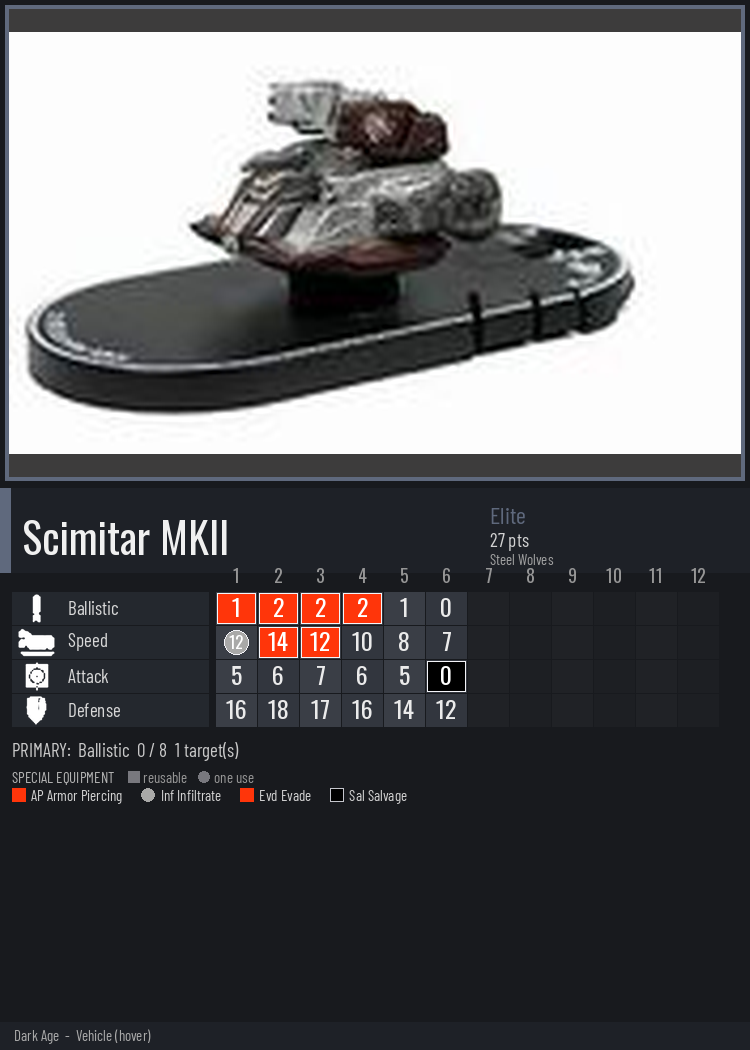 Scimitar MKII
Elite
27 pts
Steel Wolves
1 2 3 4 5 6 7 8 9 10 11 12
Ballistic 1 2 2 2 1 0
Speed 12 14 12 10 8 7
Attack 5 6 7 6 5 0
Defense 16 18 17 16 14 12
PRIMARY: Ballistic 0 / 8 1 target(s)
SPECIAL EQUIPMENT reusable one use
AP Armor Piercing Inf Infiltrate Evd Evade Sal Salvage
Dark Age - Vehicle (hover)